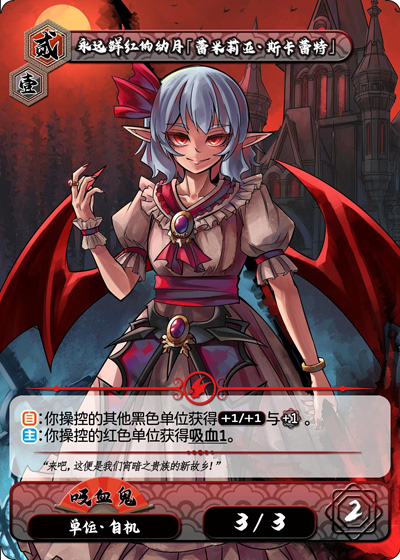 贰
永远鲜红的幼月「蕾米莉亚·斯卡蕾特」
壹
自:你操控的其他黑色单位获得+1/+1与+1。
主:你操控的红色单位获得吸血1。
“来吧,这便是我们宵暗之贵族的新故乡!”
吸血鬼
单位·自机
3/3
2